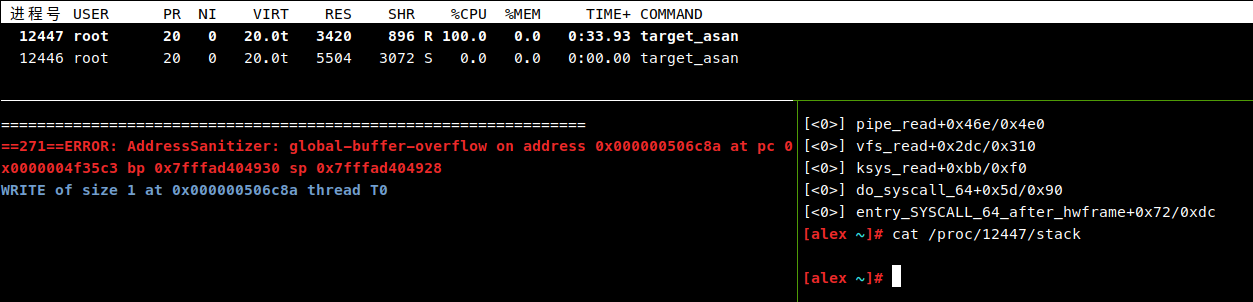 进程号 USER PR NI VIRT RES SHR %CPU %MEM TIME+ COMMAND
12447 root 20 0 20.0t 3420 896 R 100.0 0.0 0:33.93 target_asan
12446 root 20 0 20.0t 5504 3072 S 0.0 0.0 0:00.00 target_asan
=================================================================
==271==ERROR: AddressSanitizer: global-buffer-overflow on address 0x000000506c8a at pc 0
x0000004f35c3 bp 0x7fffad404930 sp 0x7fffad404928
WRITE of size 1 at 0x000000506c8a thread T0
[<0>] pipe_read+0x46e/0x4e0
[<0>] vfs_read+0x2dc/0x310
[<0>] ksys_read+0xbb/0xf0
[<0>] do_syscall_64+0x5d/0x90
[<0>] entry_SYSCALL_64_after_hwframe+0x72/0xdc
[alex ~]# cat /proc/12447/stack
[alex ~]#